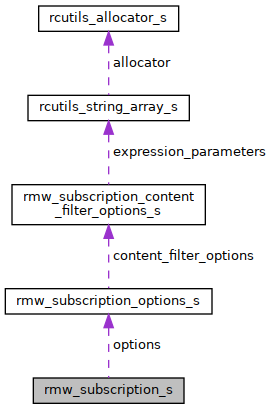 rcutils_allocator_s
allocator
rcutils_string_array_s
expression_parameters
rmw_subscription_content
_filter_options_s
content_filter_options
rmw_subscription_options_s
options
rmw_subscription_s